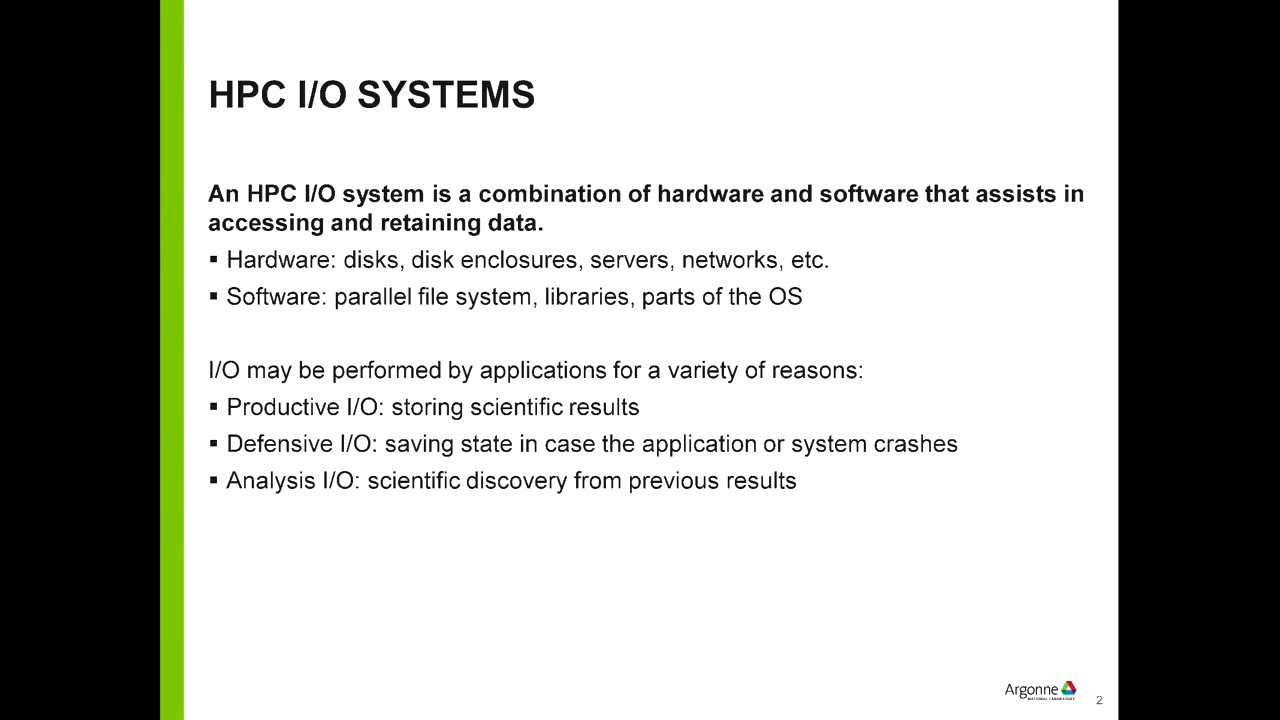 HPC I/O SYSTEMS
An HPC I/O system is a combination of hardware and software that assists in
accessing and retaining data.
▪ Hardware: disks, disk enclosures, servers, networks, etc.
▪ Software: parallel file system, libraries, parts of the OS
I/O may be performed by applications for a variety of reasons:
▪ Productive I/O: storing scientific results
▪ Defensive I/O: saving state in case the application or system crashes
▪ Analysis I/O: scientific discovery from previous results
Argonne
NATIONAL LABORATORY
2